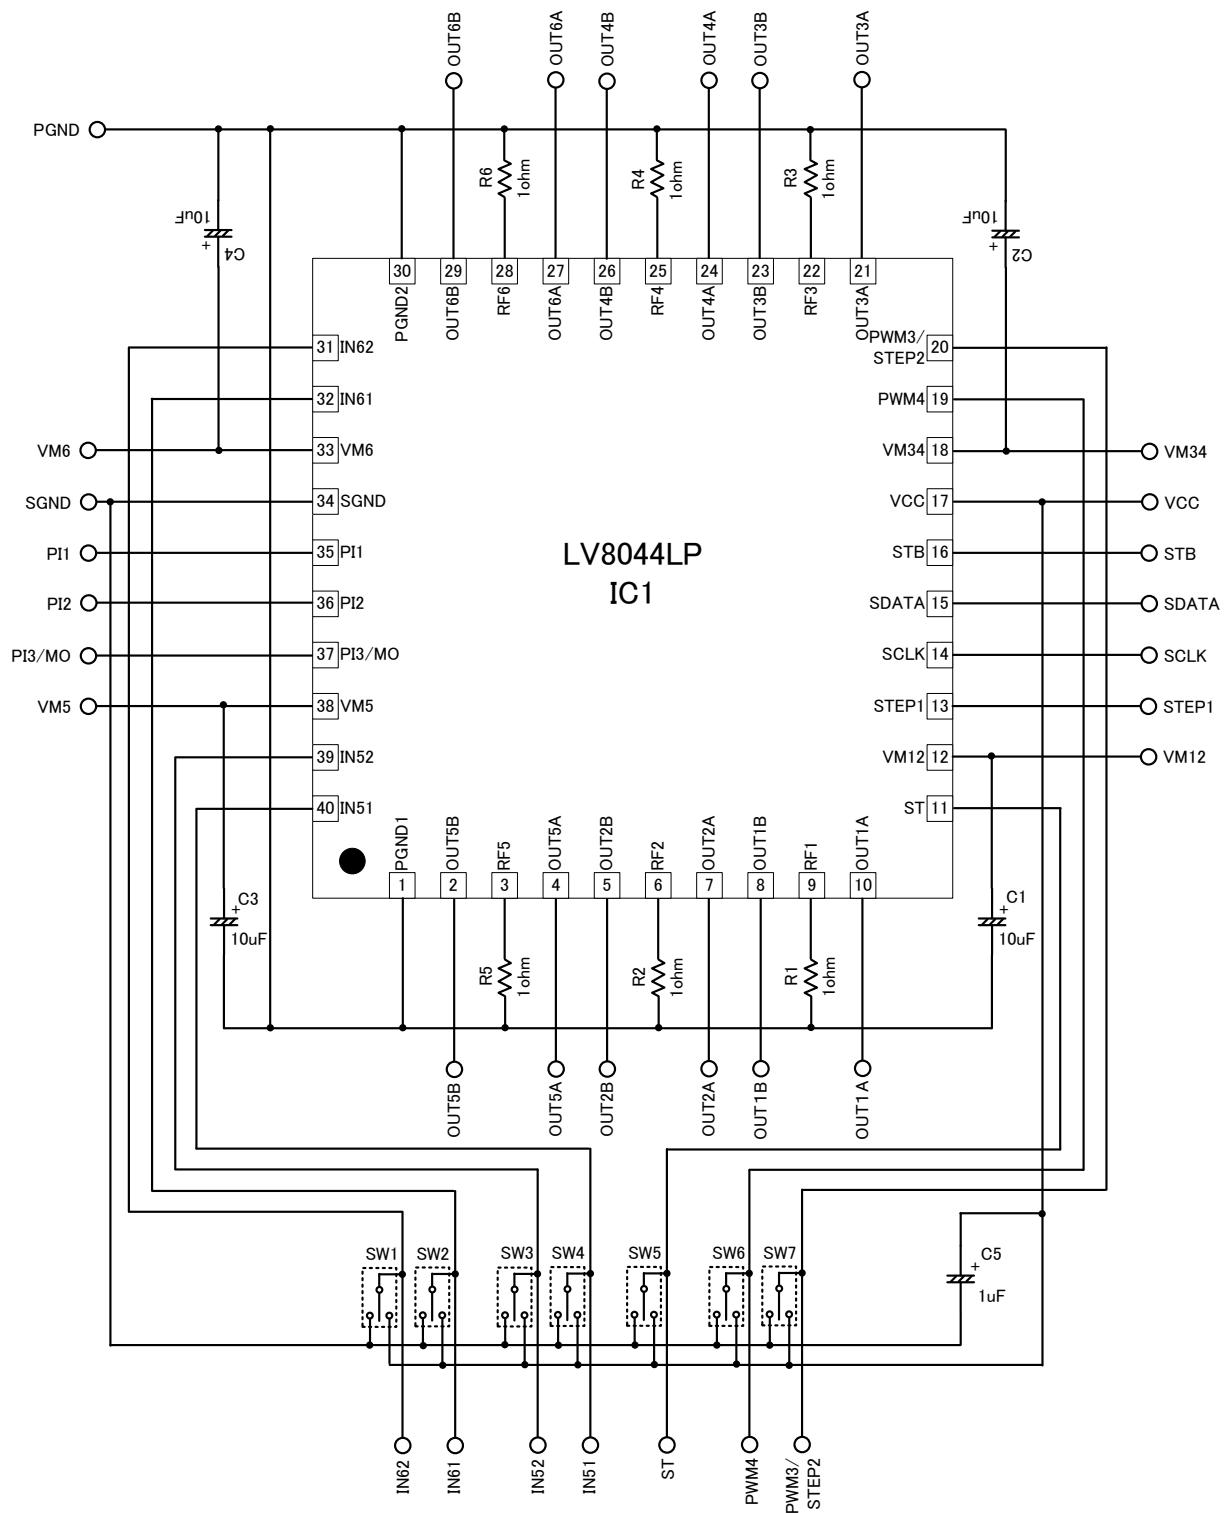 OUT6B
OUT6A
OUT4B
OUT4A
OUT3B
OUT3A
PGND
R6
1ohm
R4
1ohm
R3
1ohm
10uF
+
C4
10uF
+
C2
30
29
28
27
26
25
24
23
22
21
PGND2
OUT6B
RF6
OUT6A
OUT4B
RF4
OUT4A
OUT3B
RF3
OUT3A
31 IN62
PWM3/
STEP2
20
32 IN61
PWM4 19
VM6
33 VM6
VM34 18
VM34
SGND
34 SGND
VCC 17
VCC
PI1
35 PI1
LV8044LP
STB 16
STB
PI2
36 PI2
IC1
SDATA 15
SDATA
PI3/MO
37 PI3/MO
SCLK 14
SCLK
VM5
38 VM5
STEP1 13
STEP1
39 IN52
VM12 12
VM12
40 IN51
ST 11
PGND1
OUT5B
RF5
OUT5A
OUT2B
RF2
OUT2A
OUT1B
RF1
OUT1A
1
2
3
4
5
6
7
8
9
10
+
C3
10uF
+
C1
10uF
R5
1ohm
R2
1ohm
R1
1ohm
OUT5B
OUT5A
OUT2B
OUT2A
OUT1B
OUT1A
SW1
SW2
SW3
SW4
SW5
SW6
SW7
+
C5
1uF
IN62
IN61
IN52
IN51
ST
PWM4
PWM3/
STEP2